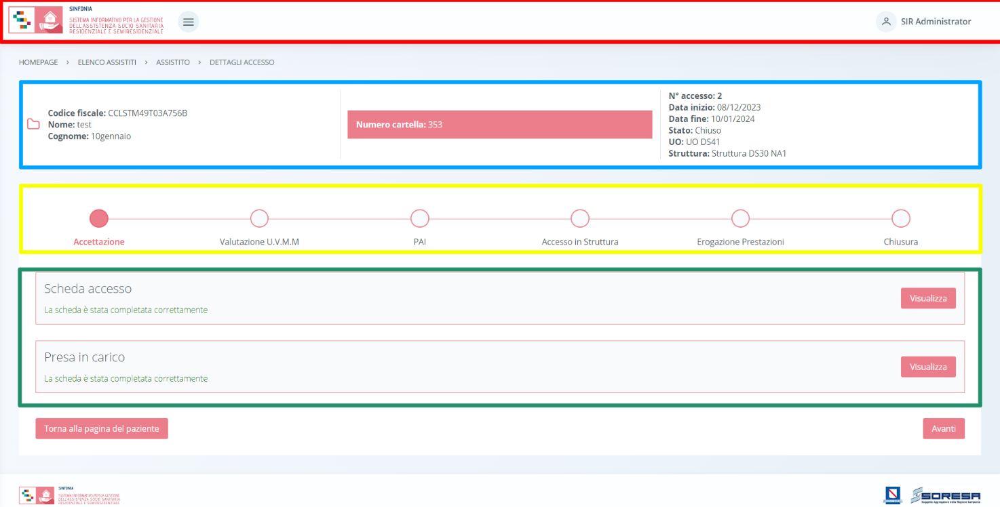 SINFONIA
SISTEMA INFORMATIVO PER LA GESTIONE
DELL'ASSISTENZA SOCIO SANITARIA
RESIDENZIALE E SEMIRESIDENZIALE
SIR Administrator
HOMEPAGE > ELENCO ASSISTITI > ASSISTITO > DETTAGLI ACCESSO
Codice fiscale: CCLSTM49T03A756B
Nome: test
Cognome: 10gennaio
Numero cartella: 353
N° accesso: 2
Data inizio: 08/12/2023
Data fine: 10/01/2024
Stato: Chiuso
UO: UO DS41
Struttura: Struttura DS30 NA1
Accettazione
Valutazione U.V.M.M
PAI
Accesso in Struttura
Erogazione Prestazioni
Chiusura
Scheda accesso
La scheda è stata completata correttamente
Visualizza
Presa in carico
La scheda è stata completata correttamente
Visualizza
Torna alla pagina del paziente
Avanti
SINFONIA
SISTEMA INFORMATIVO PER LA GESTIONE
DELL'ASSISTENZA SOCIO SANITARIA
RESIDENZIALE E SEMIRESIDENZIALE
SORESA